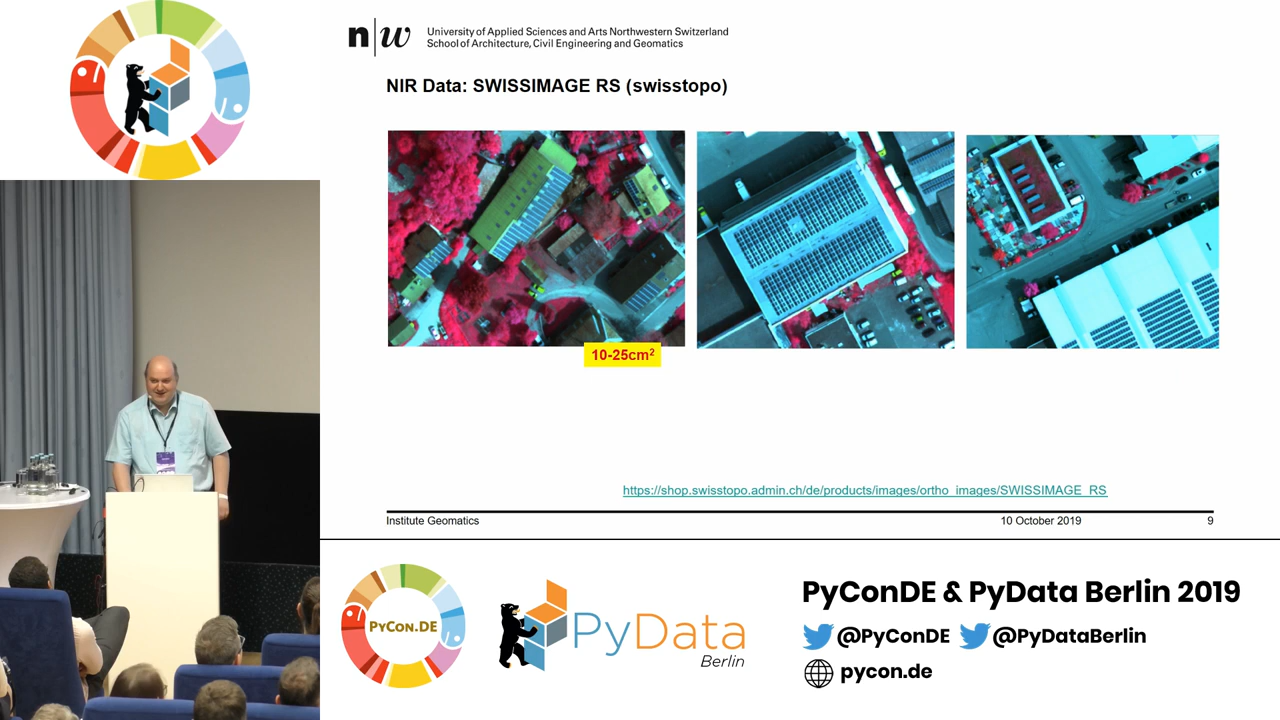 n|w
University of Applied Sciences and Arts Northwestern Switzerland
School of Architecture, Civil Engineering and Geomatics
NIR Data: SWISSIMAGE RS (swisstopo)
10-25cm²
https://shop.swisstopo.admin.ch/de/products/images/ortho_images/SWISSIMAGE_RS
Institute Geomatics
10 October 2019
9
PYCON.DE
PyData
Berlin
PyConDE & PyData Berlin 2019
@PyConDE @PyDataBerlin
pycon.de